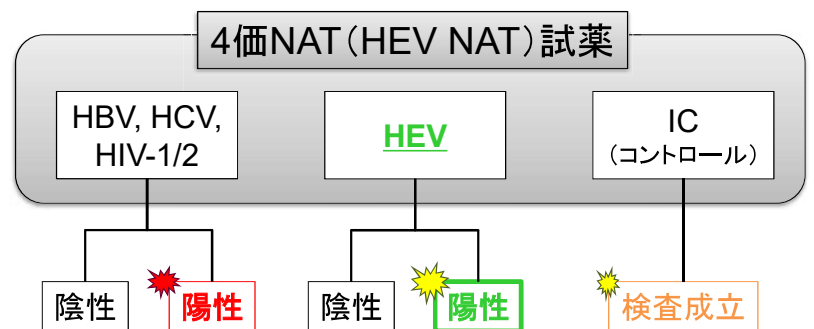 4価NAT（HEV NAT）試薬
HBV, HCV,
HIV-1/2
HEV
IC
（コントロール）
陰性
陽性
陰性
陽性
検査成立